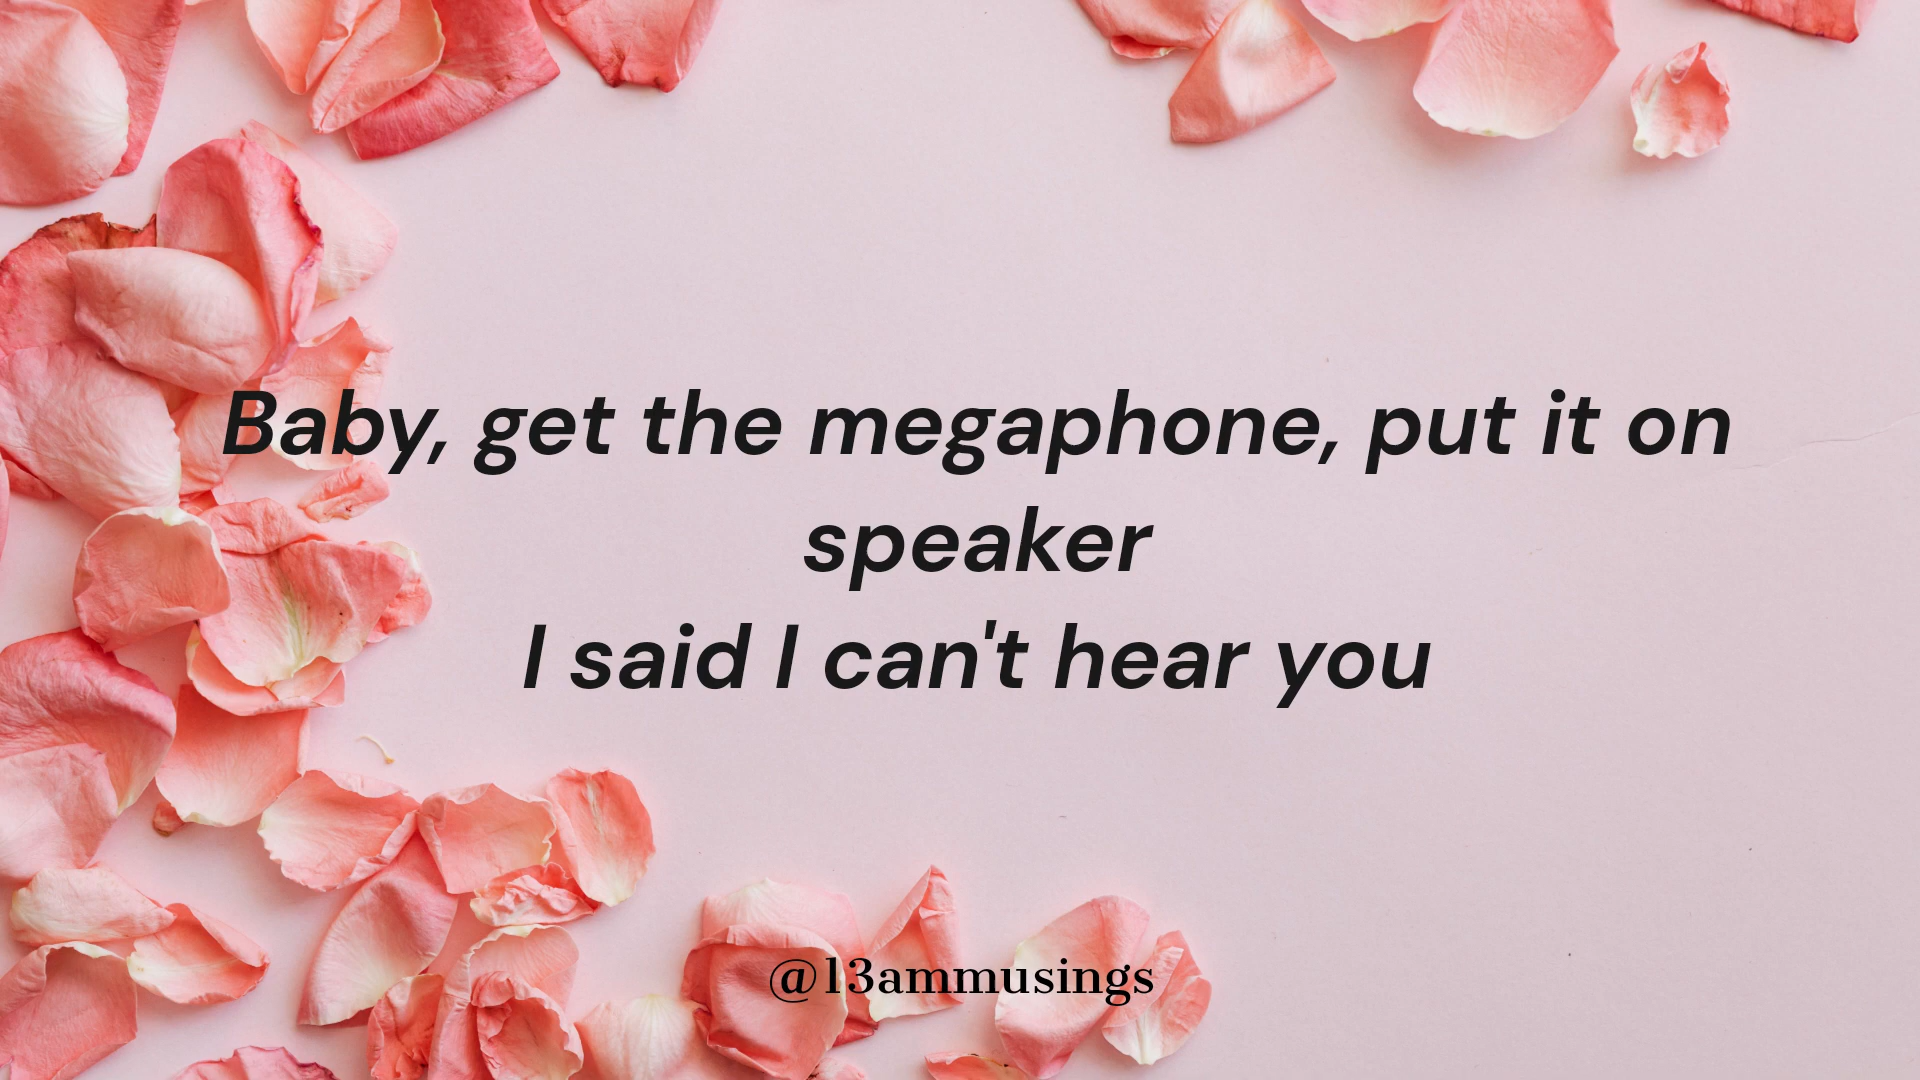 Baby, get the megaphone, put it on
speaker
I said I can't hear you
@13ammusings